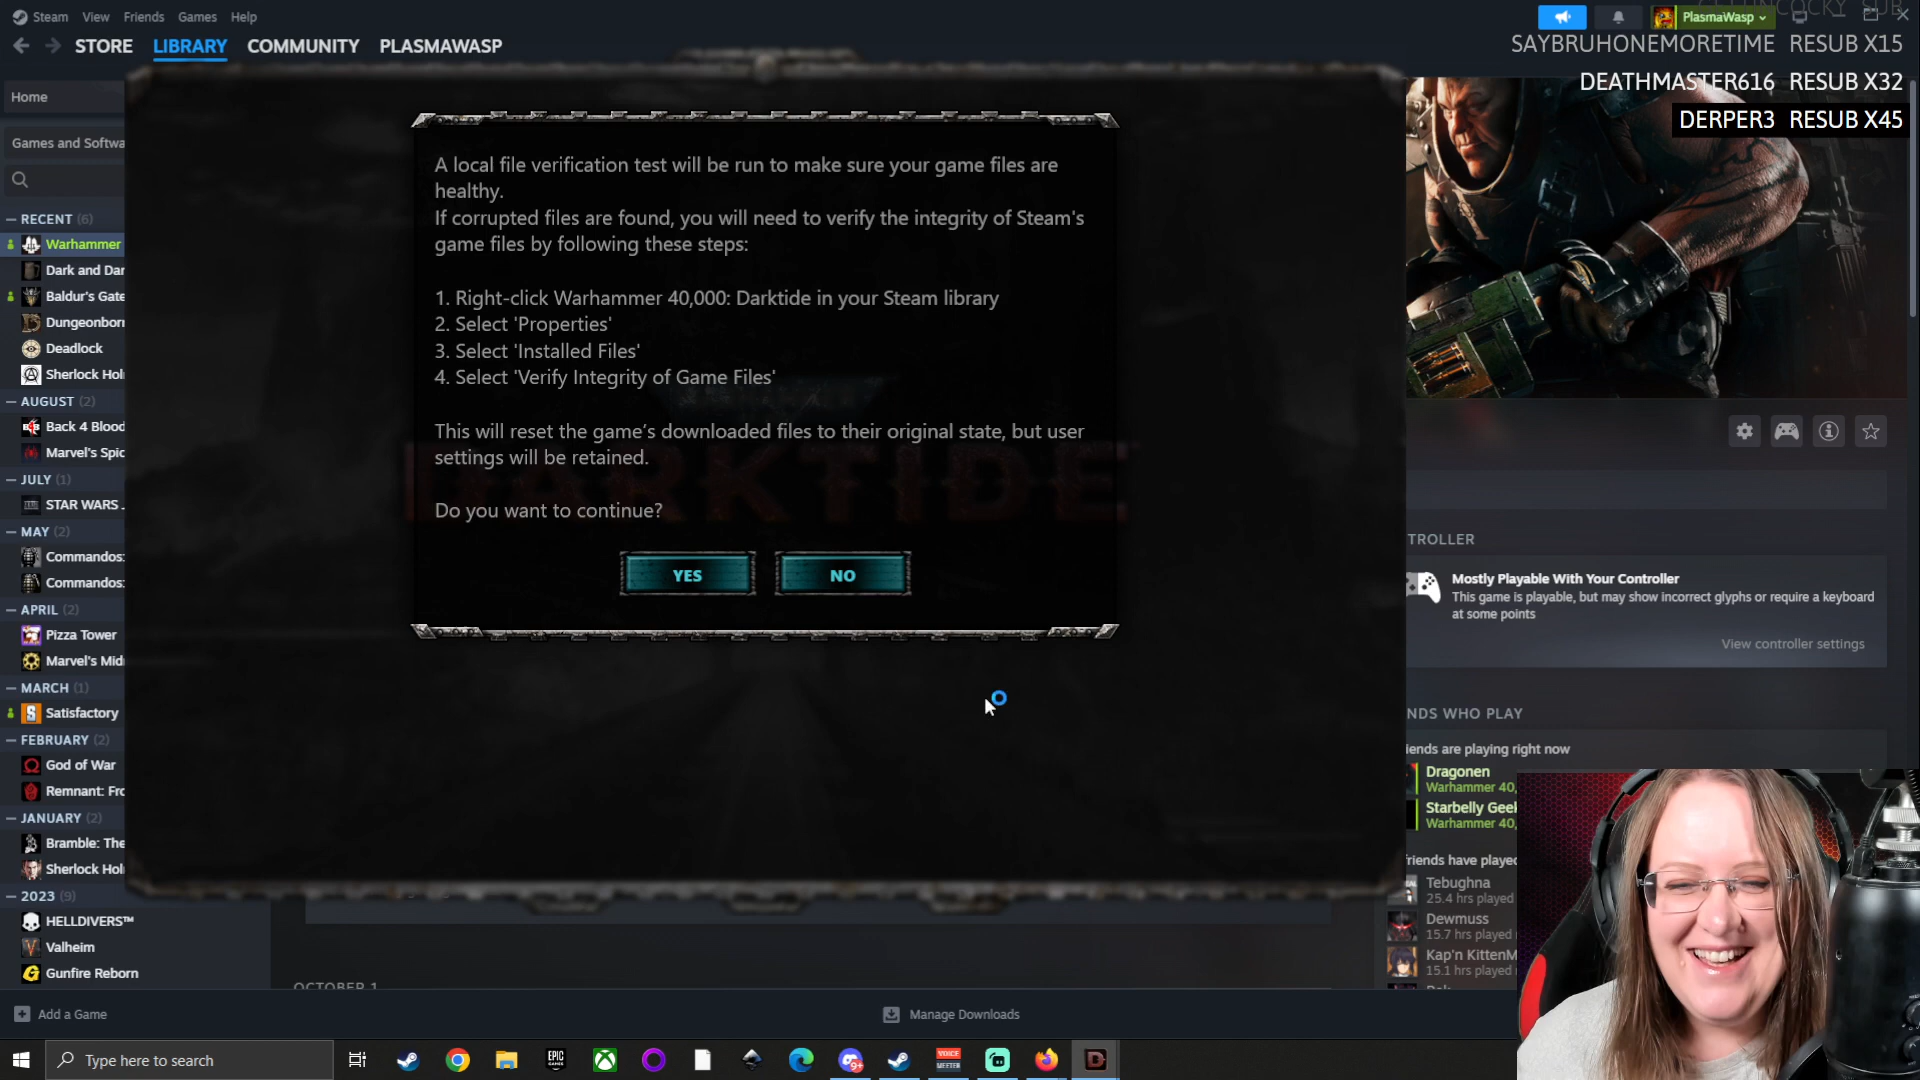 Steam View Friends Games Help
PlasmaWasp
SAYBRUHONEMORETIME RESUB X15
STORE LIBRARY COMMUNITY PLASMAWASP
DEATHMASTER616 RESUB X32
DERPER3 RESUB X45
Home
Games and Softwa
RECENT (6)
Warhammer
Dark and Dar
Baldur's Gate
Dungeonborn
Deadlock
Sherlock Hol
AUGUST (2)
Back 4 Blood
Marvel's Spid
JULY (1)
STAR WARS
MAY (2)
Commandos:
Commandos:
APRIL (2)
Pizza Tower
Marvel's Mid
MARCH (1)
Satisfactory
FEBRUARY (2)
God of War
Remnant: Fro
JANUARY (2)
Bramble: The
Sherlock Hol
2023 (9)
HELLDIVERS™
Valheim
Gunfire Reborn
A local file verification test will be run to make sure your game files are
healthy.
If corrupted files are found, you will need to verify the integrity of Steam's
game files by following these steps:
1. Right-click Warhammer 40,000: Darktide in your Steam library
2. Select 'Properties'
3. Select 'Installed Files'
4. Select 'Verify Integrity of Game Files'
This will reset the game's downloaded files to their original state, but user
settings will be retained.
DARKTIDE
Do you want to continue?
YES NO
TROLLER
Mostly Playable With Your Controller
This game is playable, but may show incorrect glyphs or require a keyboard
at some points
View controller settings
NDS WHO PLAY
iends are playing right now
Dragonen
Warhammer 40,
Starbelly Geek
Warhammer 40,
friends have played
Tebughna
25.4 hrs played
Dewmuss
15.7 hrs played
Kap'n KittenM
15.1 hrs played
OCTOBER 1
Add a Game
Manage Downloads
Type here to search
EPIC GAMES
VOICE MEETER
9+